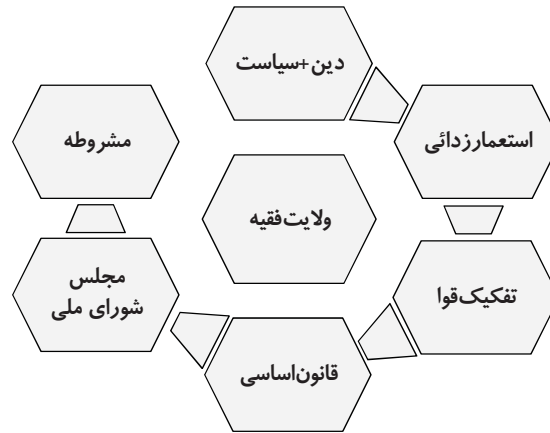 دین+سیاست
استعمارزدائی
مشروطه
ولایت‌فقیه
تفکیک‌قوا
مجلس
شورای ملی
قانون‌اساسی